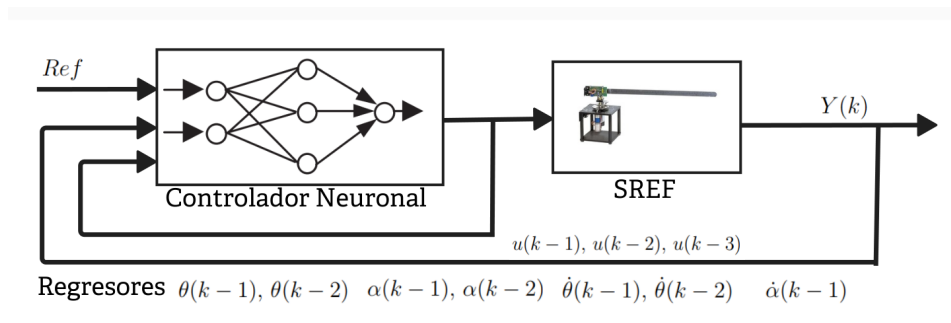 Ref
Y(k)
Controlador Neuronal
SREF
u(k − 1), u(k − 2), u(k − 3)
Regresores θ(k − 1), θ(k − 2) α(k − 1), α(k − 2) θ̇(k − 1), θ̇(k − 2) α̇(k − 1)